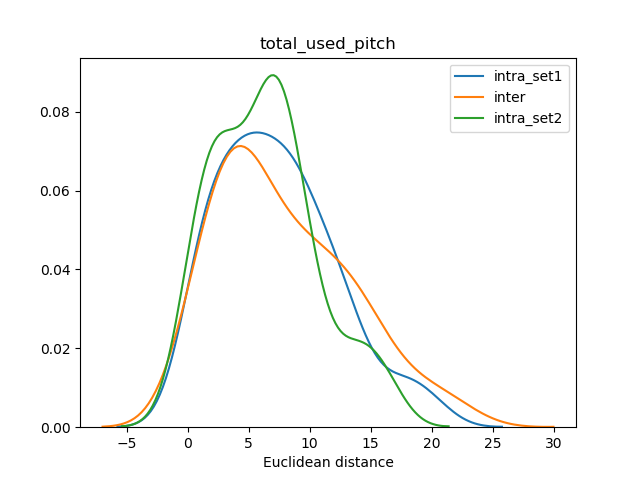 total_used_pitch
intra_set1
inter
intra_set2
0.08
0.06
0.04
0.02
0.00
−5 0 5 10 15 20 25 30
Euclidean distance